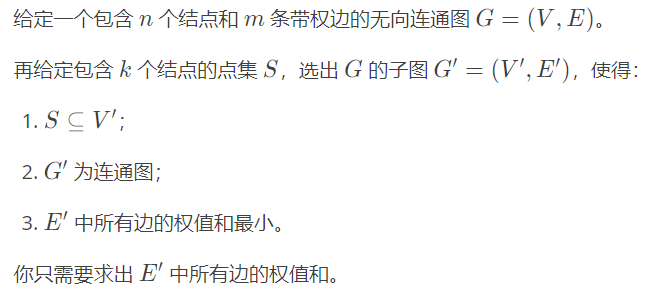 给定一个包含 n 个结点和 m 条带权边的无向连通图 G = (V, E)。
再给定包含 k 个结点的点集 S，选出 G 的子图 G′ = (V′, E′)，使得：
1. S ⊆ V′；
2. G′ 为连通图；
3. E′ 中所有边的权值和最小。
你只需要求出 E′ 中所有边的权值和。